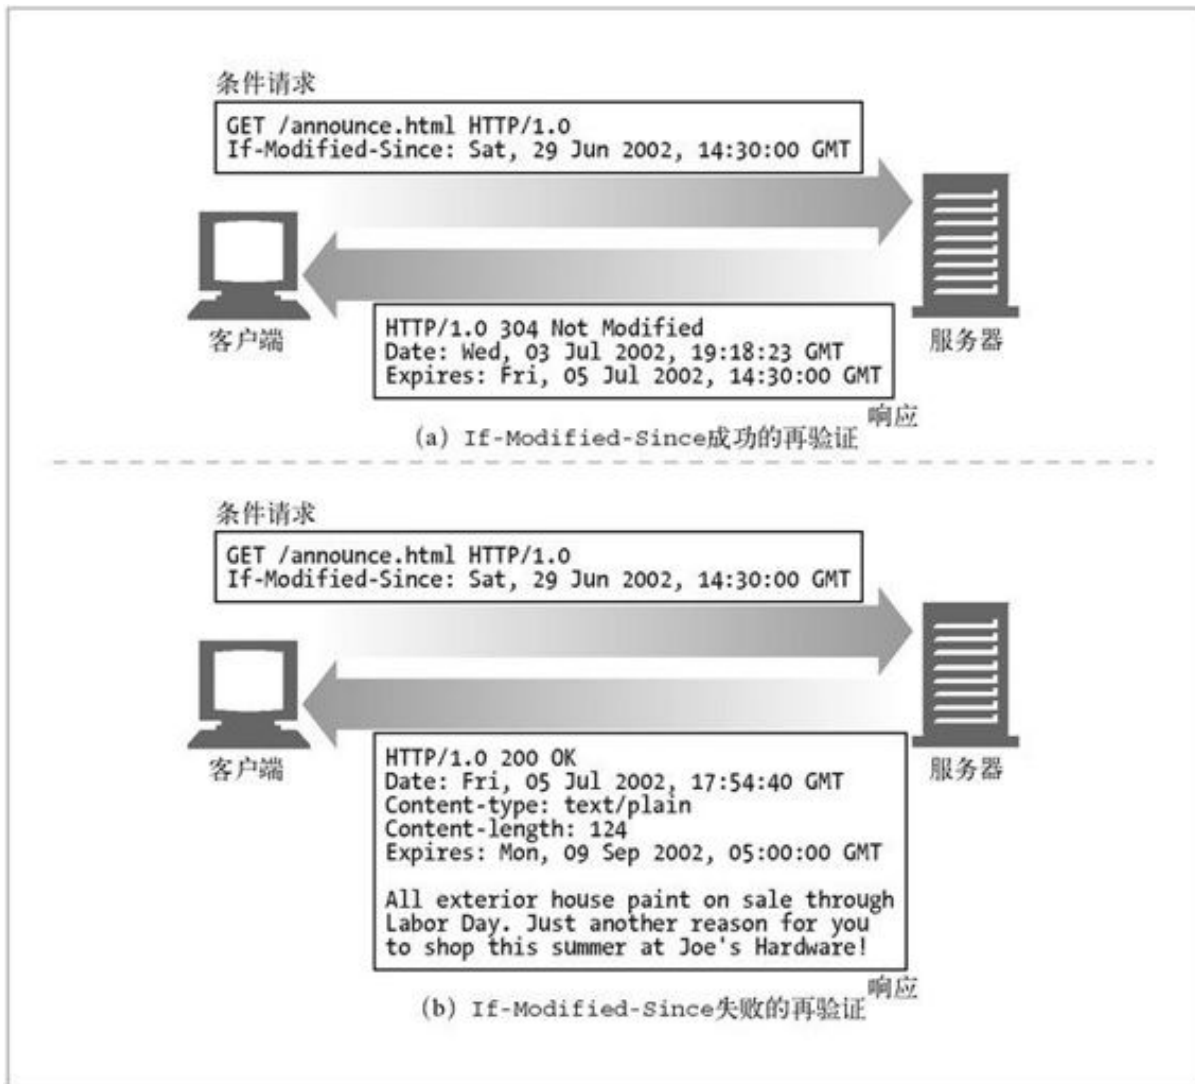 条件请求
GET /announce.html HTTP/1.0
If-Modified-Since: Sat, 29 Jun 2002, 14:30:00 GMT
客户端
服务器
HTTP/1.0 304 Not Modified
Date: Wed, 03 Jul 2002, 19:18:23 GMT
Expires: Fri, 05 Jul 2002, 14:30:00 GMT
响应
(a) If-Modified-Since成功的再验证
条件请求
GET /announce.html HTTP/1.0
If-Modified-Since: Sat, 29 Jun 2002, 14:30:00 GMT
客户端
服务器
HTTP/1.0 200 OK
Date: Fri, 05 Jul 2002, 17:54:40 GMT
Content-type: text/plain
Content-length: 124
Expires: Mon, 09 Sep 2002, 05:00:00 GMT
All exterior house paint on sale through
Labor Day. Just another reason for you
to shop this summer at Joe's Hardware!
响应
(b) If-Modified-Since失败的再验证